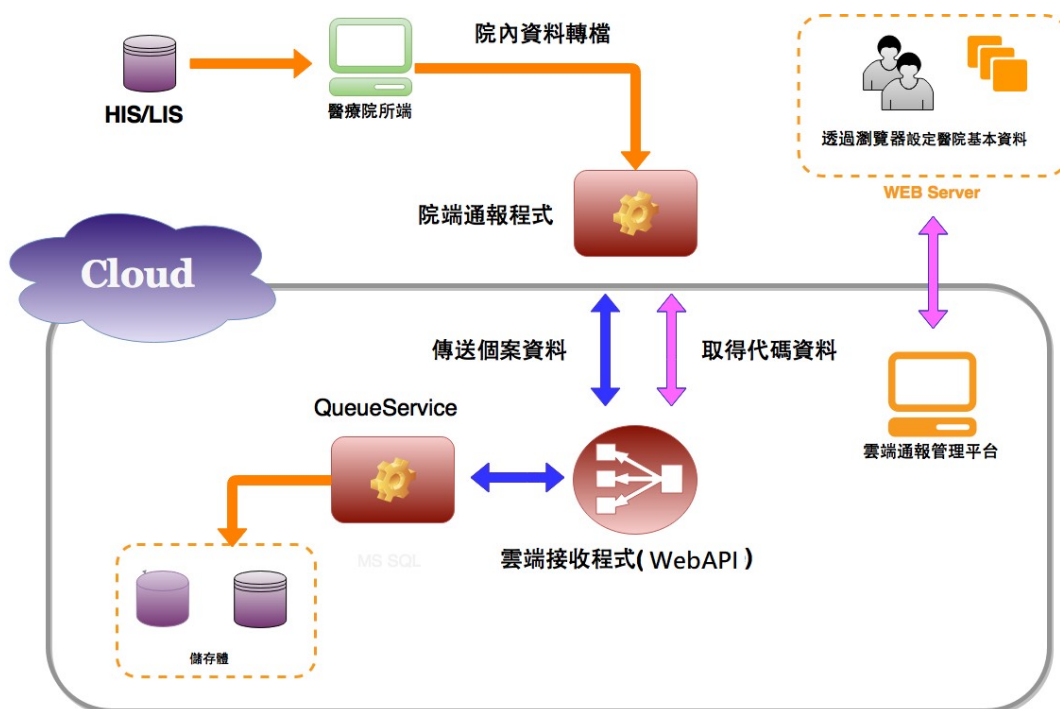 院內資料轉檔
HIS/LIS
醫療院所端
透過瀏覽器設定醫院基本資料
WEB Server
院端通報程式
Cloud
傳送個案資料
取得代碼資料
QueueService
雲端通報管理平台
MS SQL
雲端接收程式( WebAPI )
儲存體